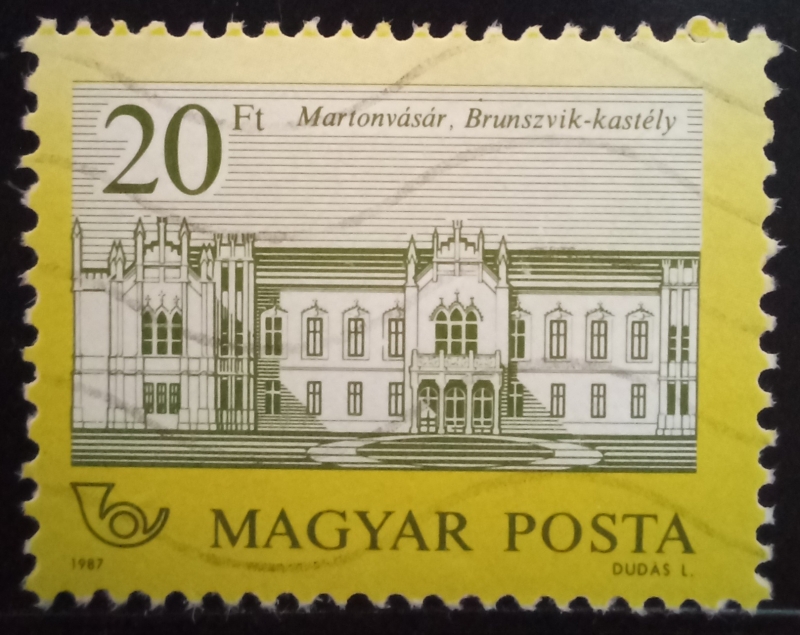 20 Ft Martonvásár, Brunszvik-kastély
MAGYAR POSTA
1987 DUDÁS L.